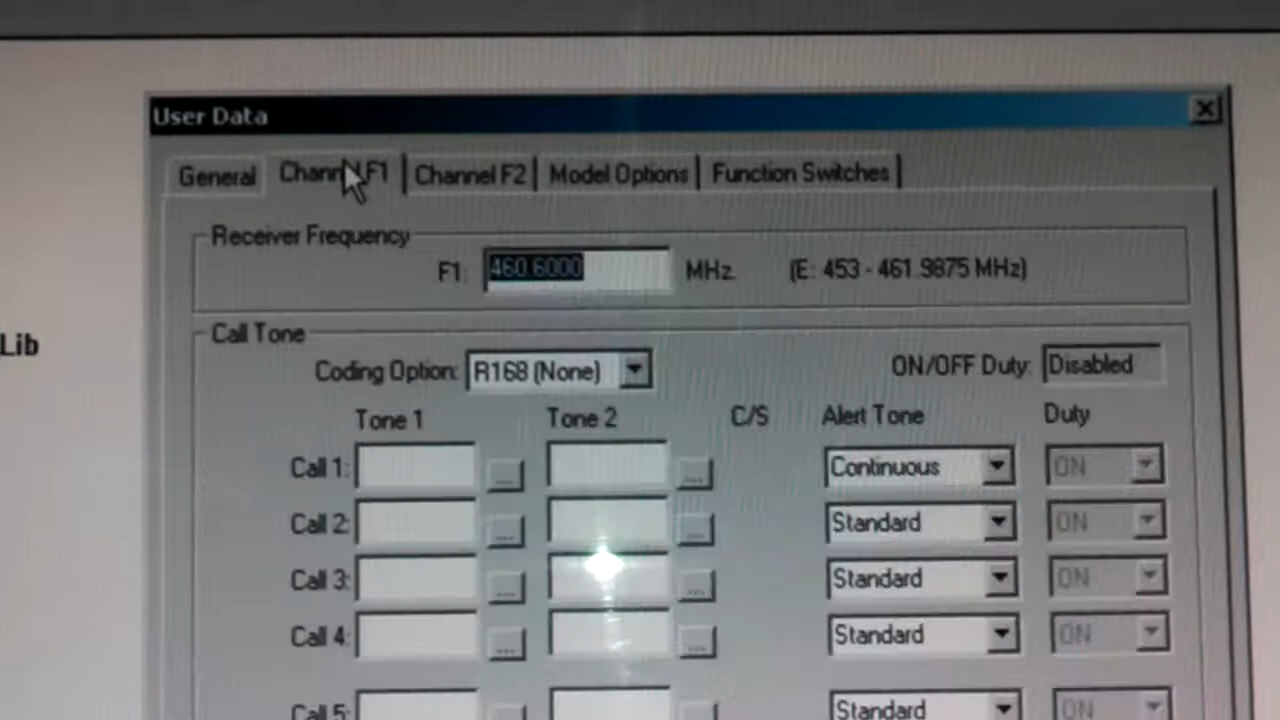 User Data
General Channel F1 Channel F2 Model Options Function Switches
Receiver Frequency
F1: 460.6000 MHz. (E: 453 - 461.9875 MHz)
Lib
Call Tone
Coding Option: R168 (None) ON/OFF Duty: Disabled
Tone 1 Tone 2 C/S Alert Tone Duty
Call 1: ... ... Continuous ON
Call 2: ... ... Standard ON
Call 3: ... ... Standard ON
Call 4: ... ... Standard ON
Call 5: Standard ON